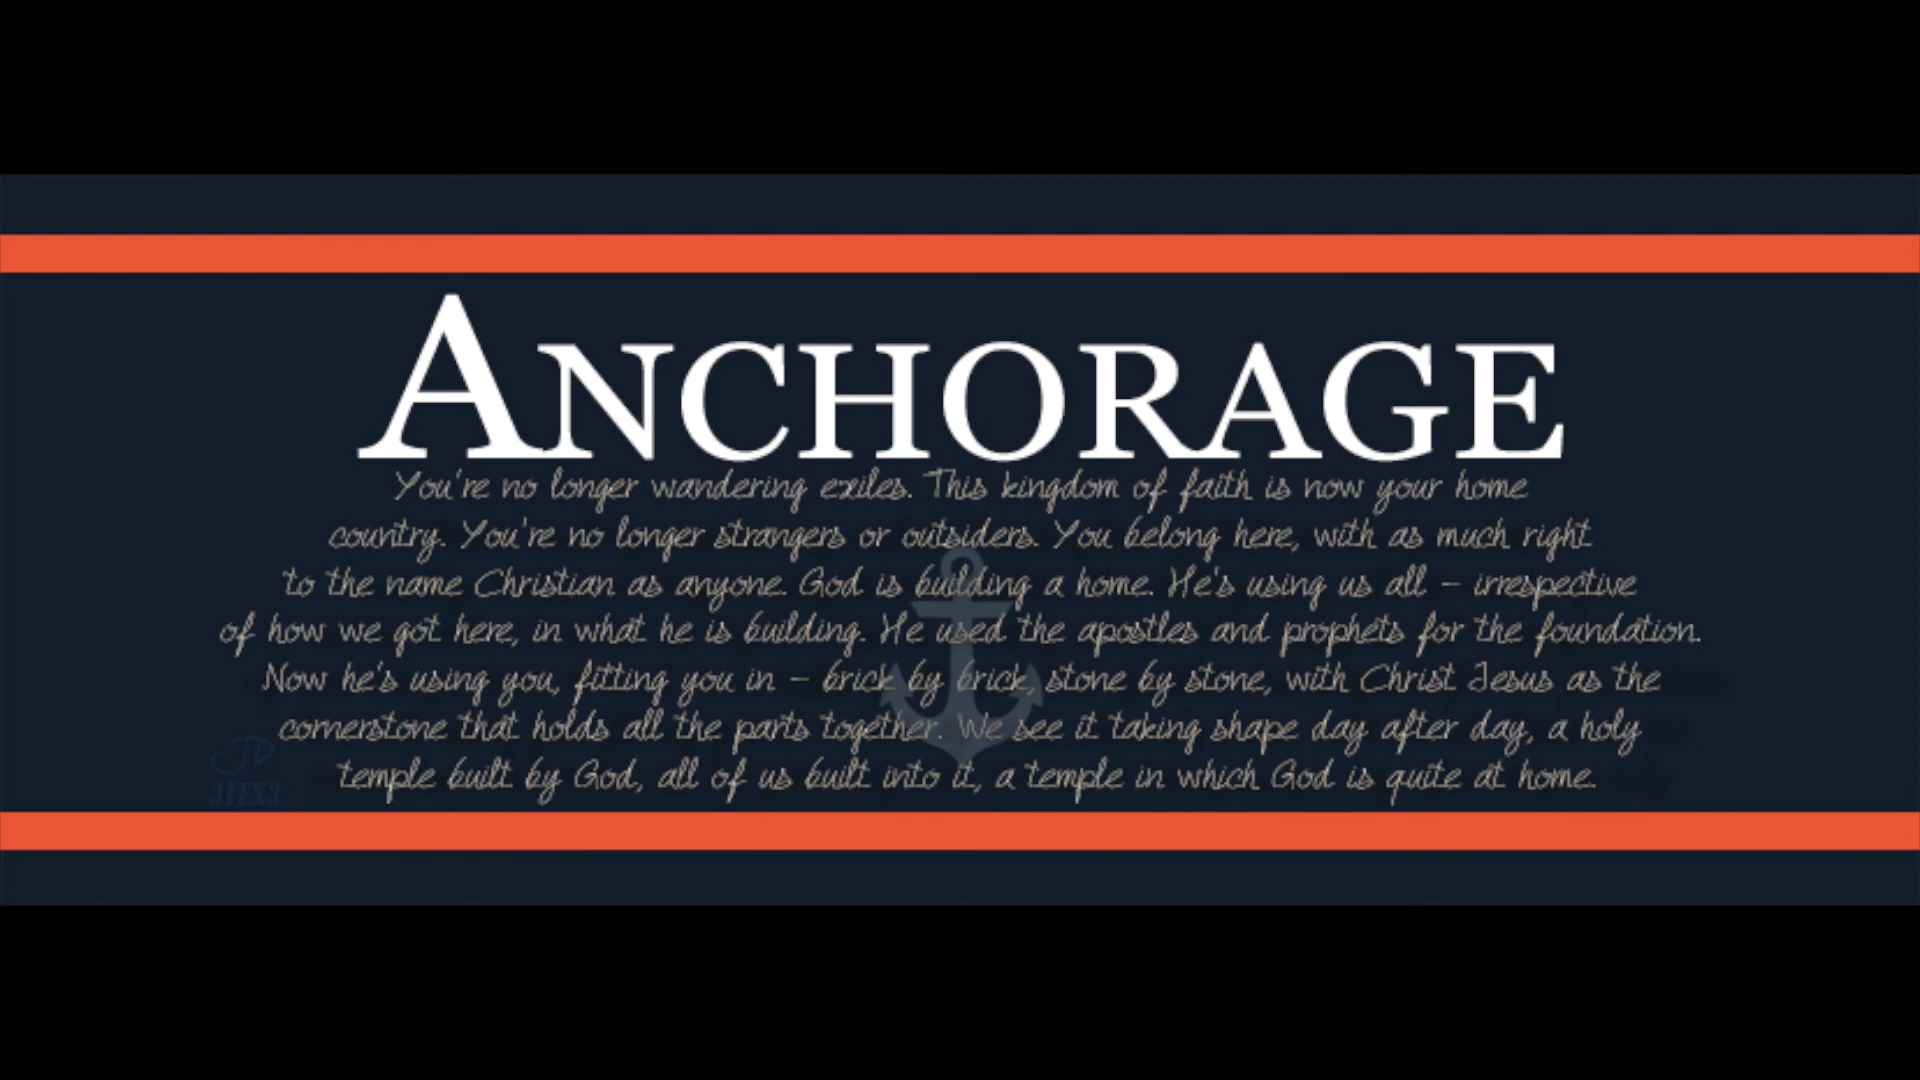 ANCHORAGE
You're no longer wandering exiles. This kingdom of faith is now your home
country. You're no longer strangers or outsiders. You belong here, with as much right
to the name Christian as anyone. God is building a home. He's using us all – irrespective
of how we got here, in what he is building. He used the apostles and prophets for the foundation.
Now he's using you, fitting you in – brick by brick, stone by stone, with Christ Jesus as the
cornerstone that holds all the parts together. We see it taking shape day after day, a holy
temple built by God, all of us built into it, a temple in which God is quite at home.